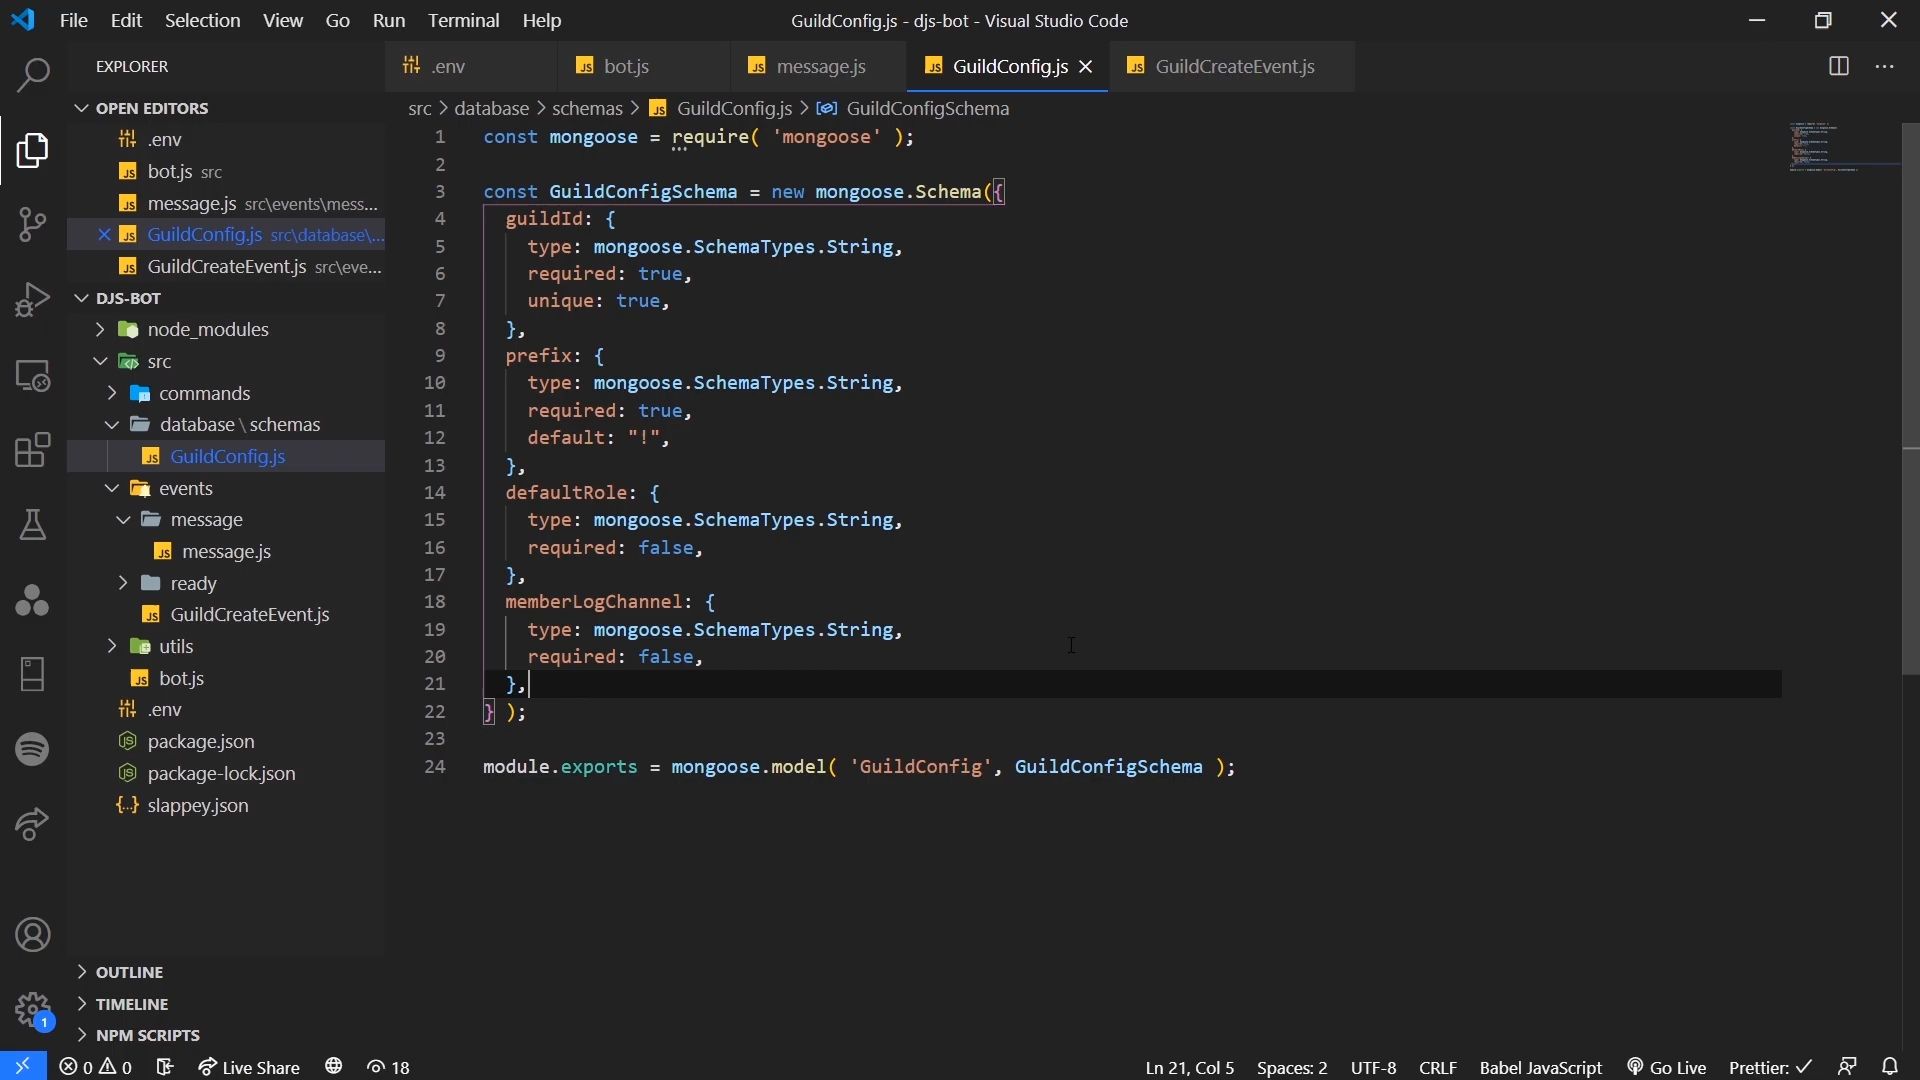 File Edit Selection View Go Run Terminal Help
GuildConfig.js - djs-bot - Visual Studio Code
EXPLORER
.env
bot.js
message.js
GuildConfig.js
GuildCreateEvent.js
OPEN EDITORS
.env
bot.js src
message.js src\events\mess...
GuildConfig.js src\database\...
GuildCreateEvent.js src\eve...
DJS-BOT
node_modules
src
commands
database \ schemas
GuildConfig.js
events
message
message.js
ready
GuildCreateEvent.js
utils
bot.js
.env
package.json
package-lock.json
slappey.json
OUTLINE
TIMELINE
NPM SCRIPTS
src > database > schemas > GuildConfig.js > GuildConfigSchema
1 const mongoose = require( 'mongoose' );
2
3 const GuildConfigSchema = new mongoose.Schema({
4 guildId: {
5 type: mongoose.SchemaTypes.String,
6 required: true,
7 unique: true,
8 },
9 prefix: {
10 type: mongoose.SchemaTypes.String,
11 required: true,
12 default: "!",
13 },
14 defaultRole: {
15 type: mongoose.SchemaTypes.String,
16 required: false,
17 },
18 memberLogChannel: {
19 type: mongoose.SchemaTypes.String,
20 required: false,
21 },
22 } );
23
24 module.exports = mongoose.model( 'GuildConfig', GuildConfigSchema );
1
0 0 Live Share 18
Ln 21, Col 5 Spaces: 2 UTF-8 CRLF Babel JavaScript Go Live Prettier: ✓